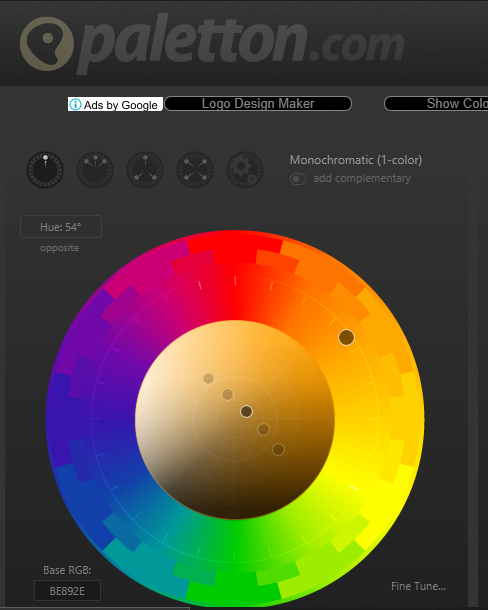 paletton.com
Ads by Google
Logo Design Maker
Show Colo
Monochromatic (1-color)
add complementary
Hue: 54°
opposite
Base RGB:
BE892E
Fine Tune...